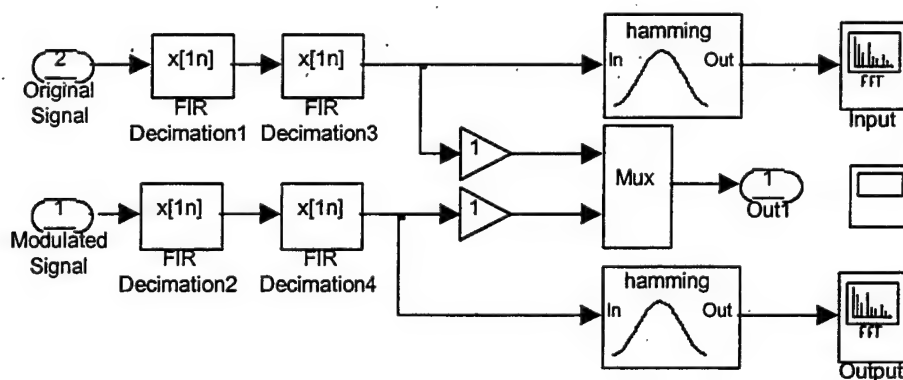 hamming
2
x[1n]
x[1n]
In
Out
FFT
Original
Signal
FIR
Decimation1
FIR
Decimation3
Input
1
Mux
1
Out1
1
x[1n]
x[1n]
1
Modulated
Signal
FIR
Decimation2
FIR
Decimation4
hamming
In
Out
FFT
Output